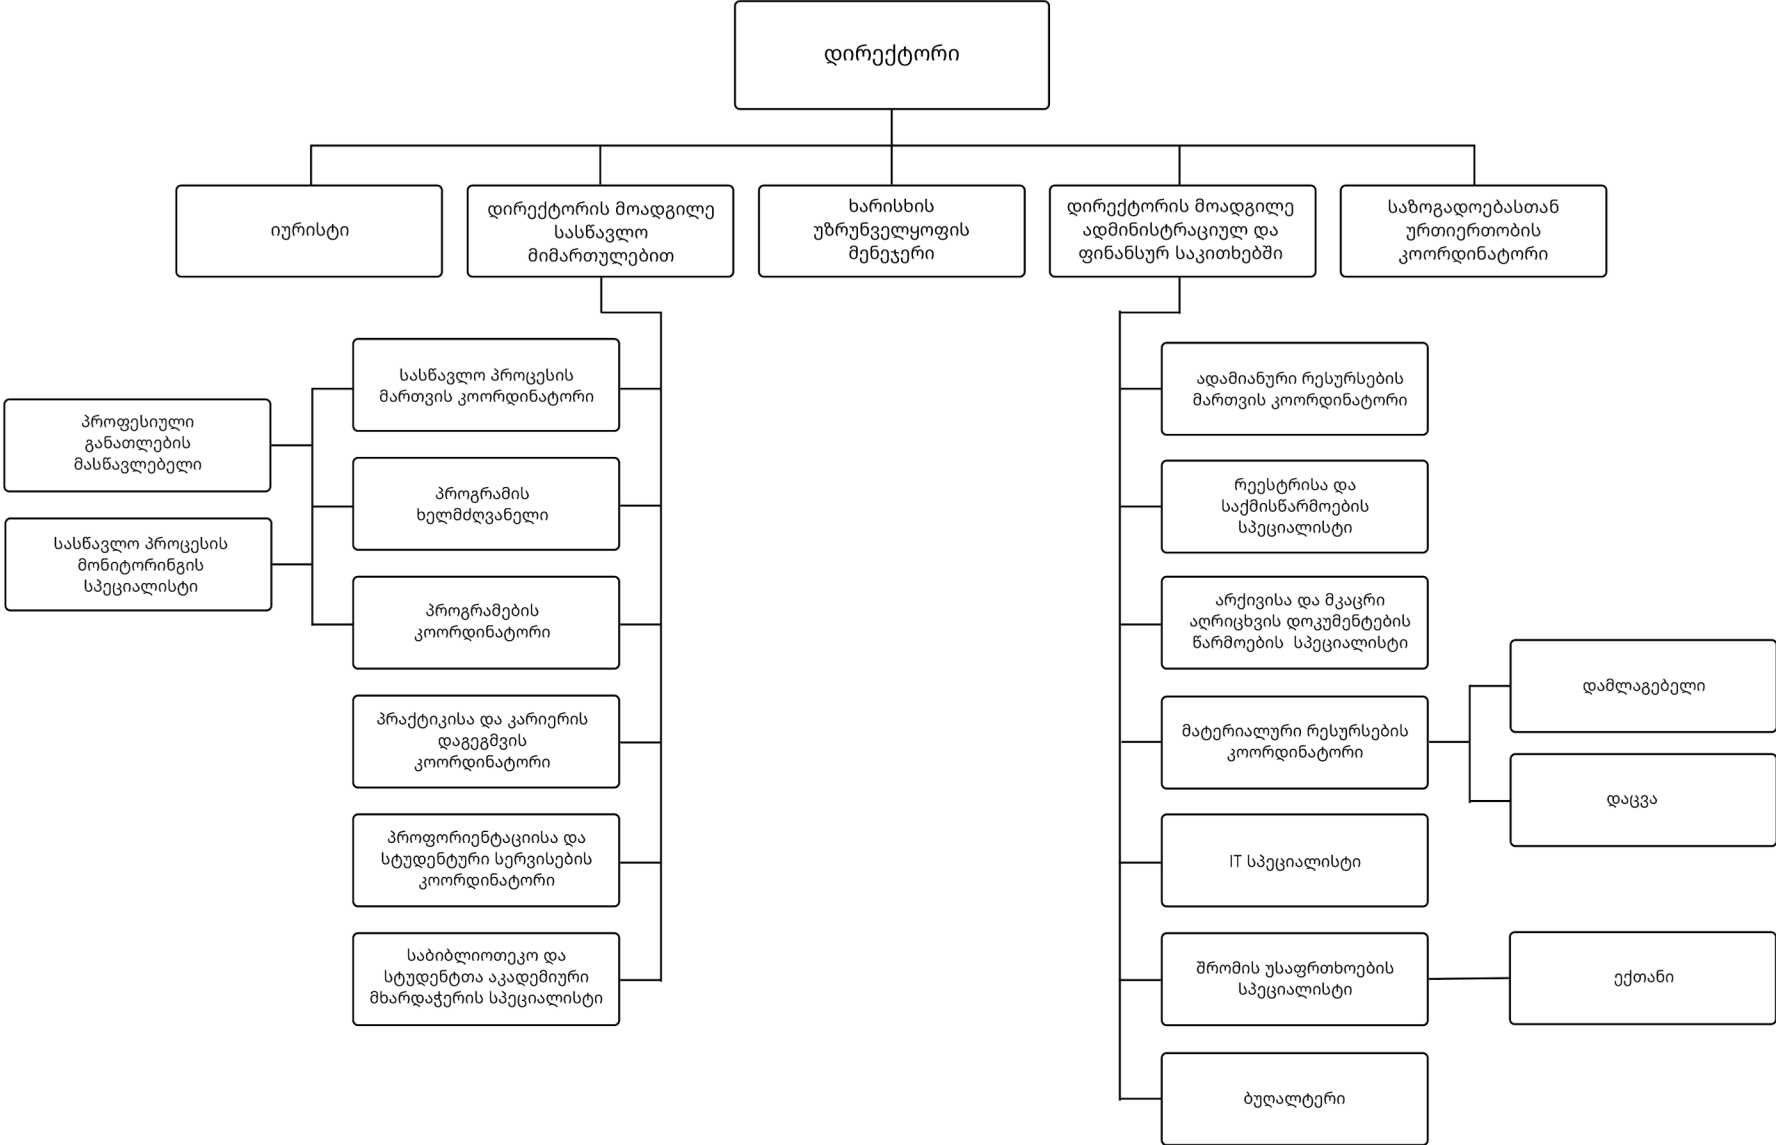 დირექტორი
იურისტი
დირექტორის მოადგილე
სასწავლო
მიმართულებით
ხარისხის
უზრუნველყოფის
მენეჯერი
დირექტორის მოადგილე
ადმინისტრაციულ და
ფინანსურ საკითხებში
საზოგადოებასთან
ურთიერთობის
კოორდინატორი
პროფესიული
განათლების
მასწავლებელი
სასწავლო პროცესის
მონიტორინგის
სპეციალისტი
სასწავლო პროცესის
მართვის კოორდინატორი
პროგრამის
ხელმძღვანელი
პროგრამების
კოორდინატორი
პრაქტიკისა და კარიერის
დაგეგმვის
კოორდინატორი
პროფორიენტაციისა და
სტუდენტური სერვისების
კოორდინატორი
საბიბლიოთეკო და
სტუდენტთა აკადემიური
მხარდაჭერის სპეციალისტი
ადამიანური რესურსების
მართვის კოორდინატორი
რეესტრისა და
საქმისწარმოების
სპეციალისტი
არქივისა და მკაცრი
აღრიცხვის დოკუმენტების
წარმოების სპეციალისტი
მატერიალური რესურსების
კოორდინატორი
IT სპეციალისტი
შრომის უსაფრთხოების
სპეციალისტი
ბუღალტერი
დამლაგებელი
დაცვა
ექთანი